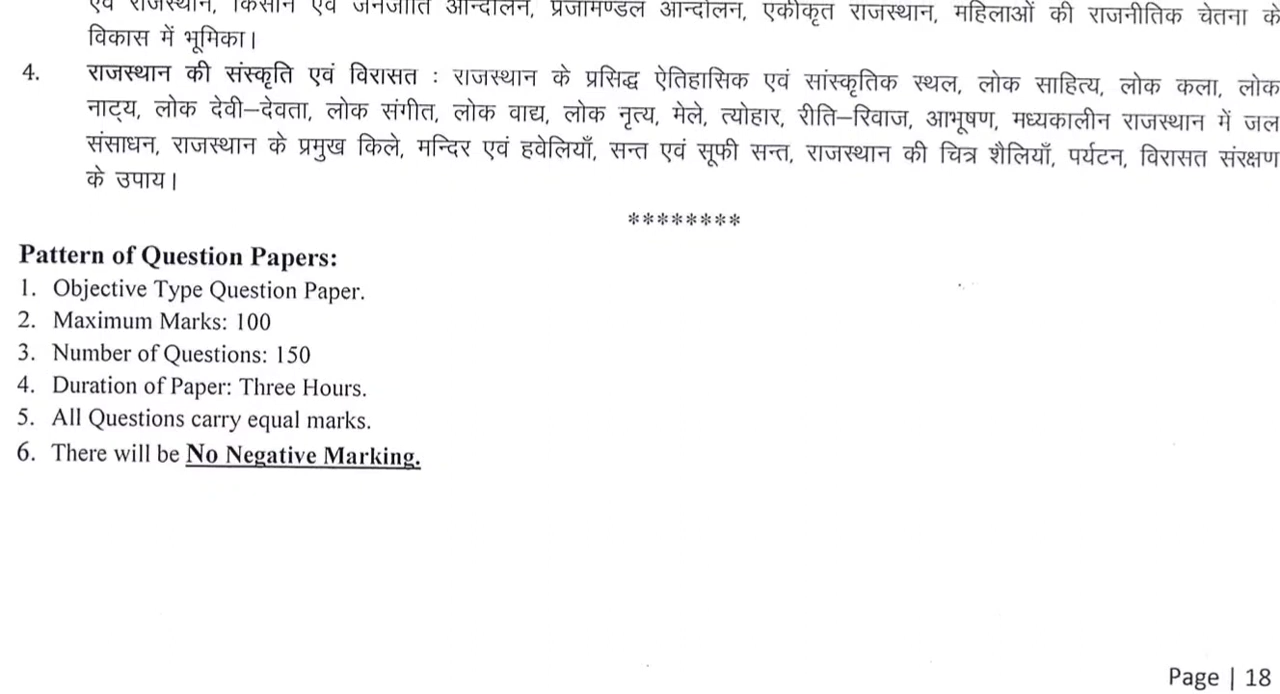 एवं राजस्थान, किसान एवं जनजाति आन्दोलन, प्रजामण्डल आन्दोलन, एकीकृत राजस्थान, महिलाओं की राजनीतिक चेतना के
विकास में भूमिका।
4. राजस्थान की संस्कृति एवं विरासत : राजस्थान के प्रसिद्ध ऐतिहासिक एवं सांस्कृतिक स्थल, लोक साहित्य, लोक कला, लोक
नाट्य, लोक देवी–देवता, लोक संगीत, लोक वाद्य, लोक नृत्य, मेले, त्योहार, रीति–रिवाज, आभूषण, मध्यकालीन राजस्थान में जल
संसाधन, राजस्थान के प्रमुख किले, मन्दिर एवं हवेलियाँ, सन्त एवं सूफी सन्त, राजस्थान की चित्र शैलियाँ, पर्यटन, विरासत संरक्षण
के उपाय।
********
Pattern of Question Papers:
1. Objective Type Question Paper.
2. Maximum Marks: 100
3. Number of Questions: 150
4. Duration of Paper: Three Hours.
5. All Questions carry equal marks.
6. There will be No Negative Marking.
Page | 18